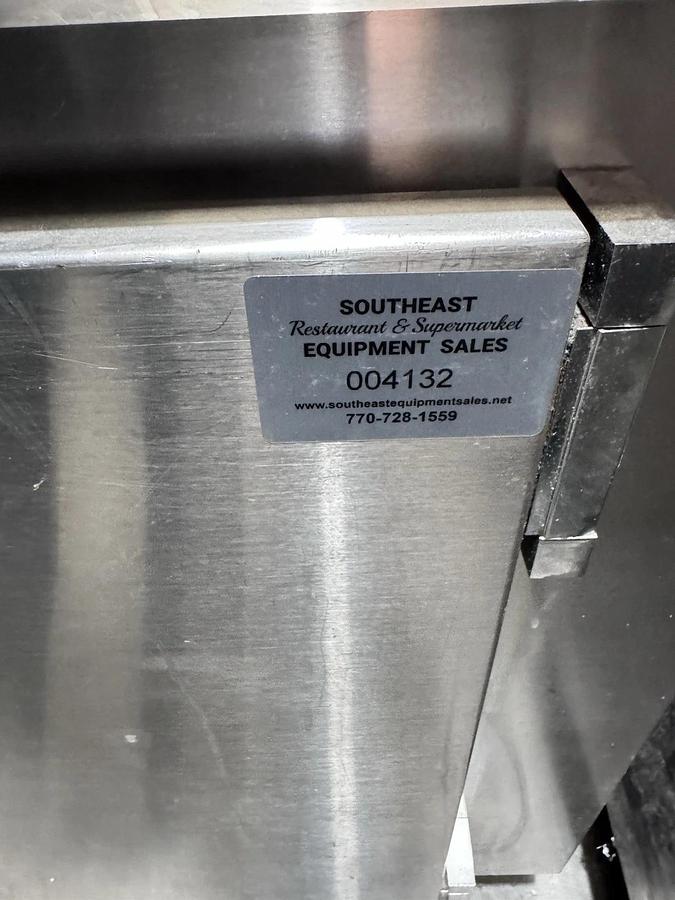 SOUTHEAST
Restaurant & Supermarket
EQUIPMENT SALES
004132
www.southeastequipmentsales.net
770-728-1559